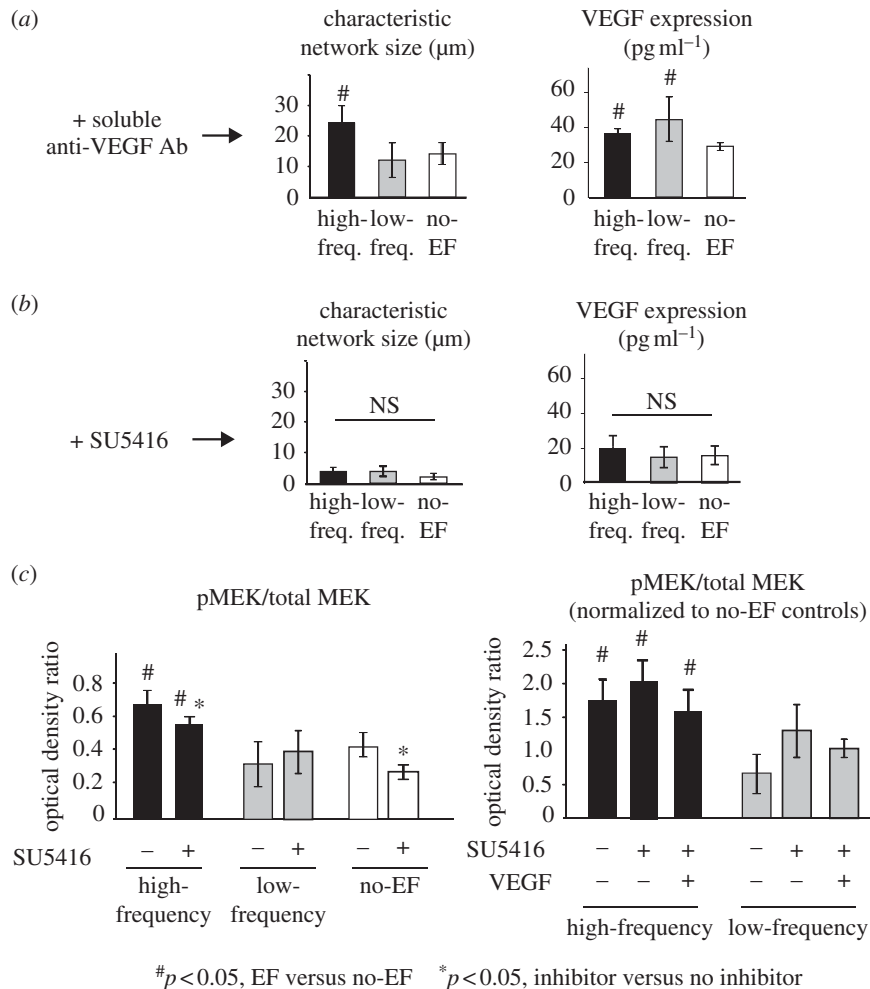 (a)
characteristic
network size (µm)
VEGF expression
(pg ml⁻¹)
+ soluble
anti-VEGF Ab
30
20
10
0
#
high-freq.
low-freq.
no-EF
60
40
20
0
#
#
high-freq.
low-freq.
no-EF
(b)
characteristic
network size (µm)
VEGF expression
(pg ml⁻¹)
+ SU5416
30
20
10
0
NS
high-freq.
low-freq.
no-EF
60
40
20
0
NS
high-freq.
low-freq.
no-EF
(c)
pMEK/total MEK
optical density ratio
0.8
0.6
0.4
0.2
0
#
# *
*
SU5416 – + – + – +
high-frequency
low-frequency
no-EF
pMEK/total MEK
(normalized to no-EF controls)
optical density ratio
2.5
2.0
1.5
1.0
0.5
0
# # #
SU5416 – + + – + +
VEGF – – + – – +
high-frequency low-frequency
#p < 0.05, EF versus no-EF *p < 0.05, inhibitor versus no inhibitor